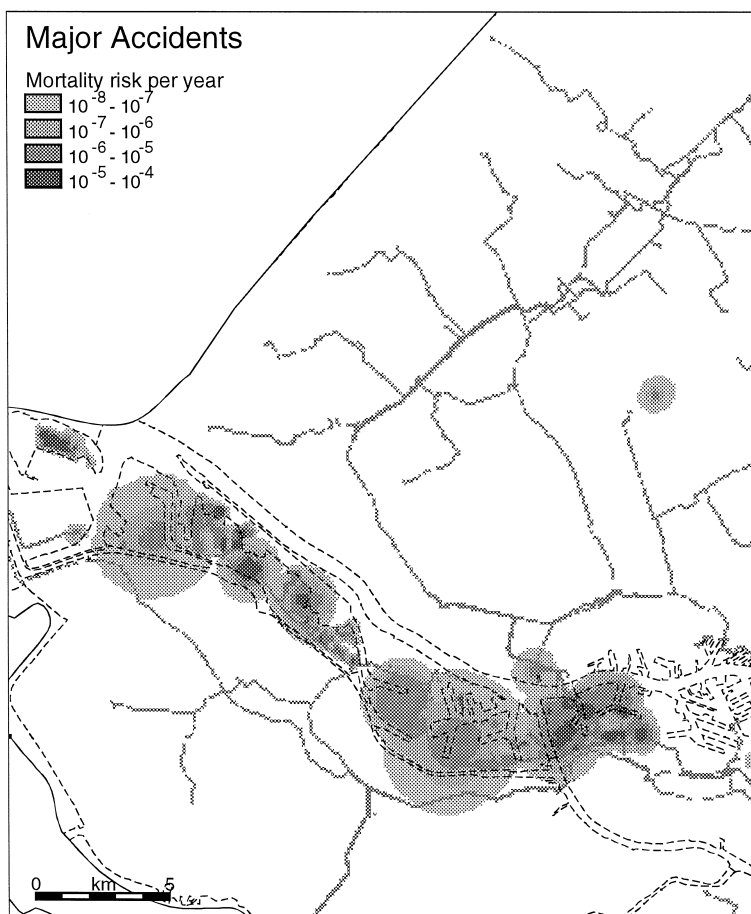 Major Accidents
Mortality risk per year
10⁻⁸ - 10⁻⁷
10⁻⁷ - 10⁻⁶
10⁻⁶ - 10⁻⁵
10⁻⁵ - 10⁻⁴
0 km 5